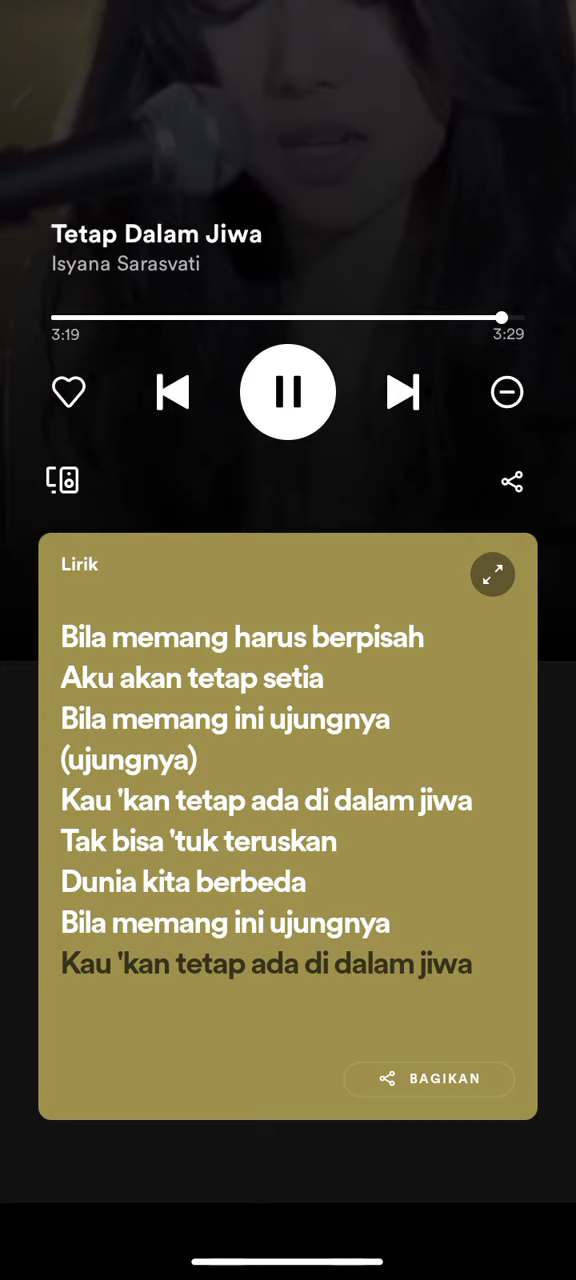 Tetap Dalam Jiwa
Isyana Sarasvati
3:19
3:29
Lirik
Bila memang harus berpisah
Aku akan tetap setia
Bila memang ini ujungnya
(ujungnya)
Kau 'kan tetap ada di dalam jiwa
Tak bisa 'tuk teruskan
Dunia kita berbeda
Bila memang ini ujungnya
Kau 'kan tetap ada di dalam jiwa
BAGIKAN